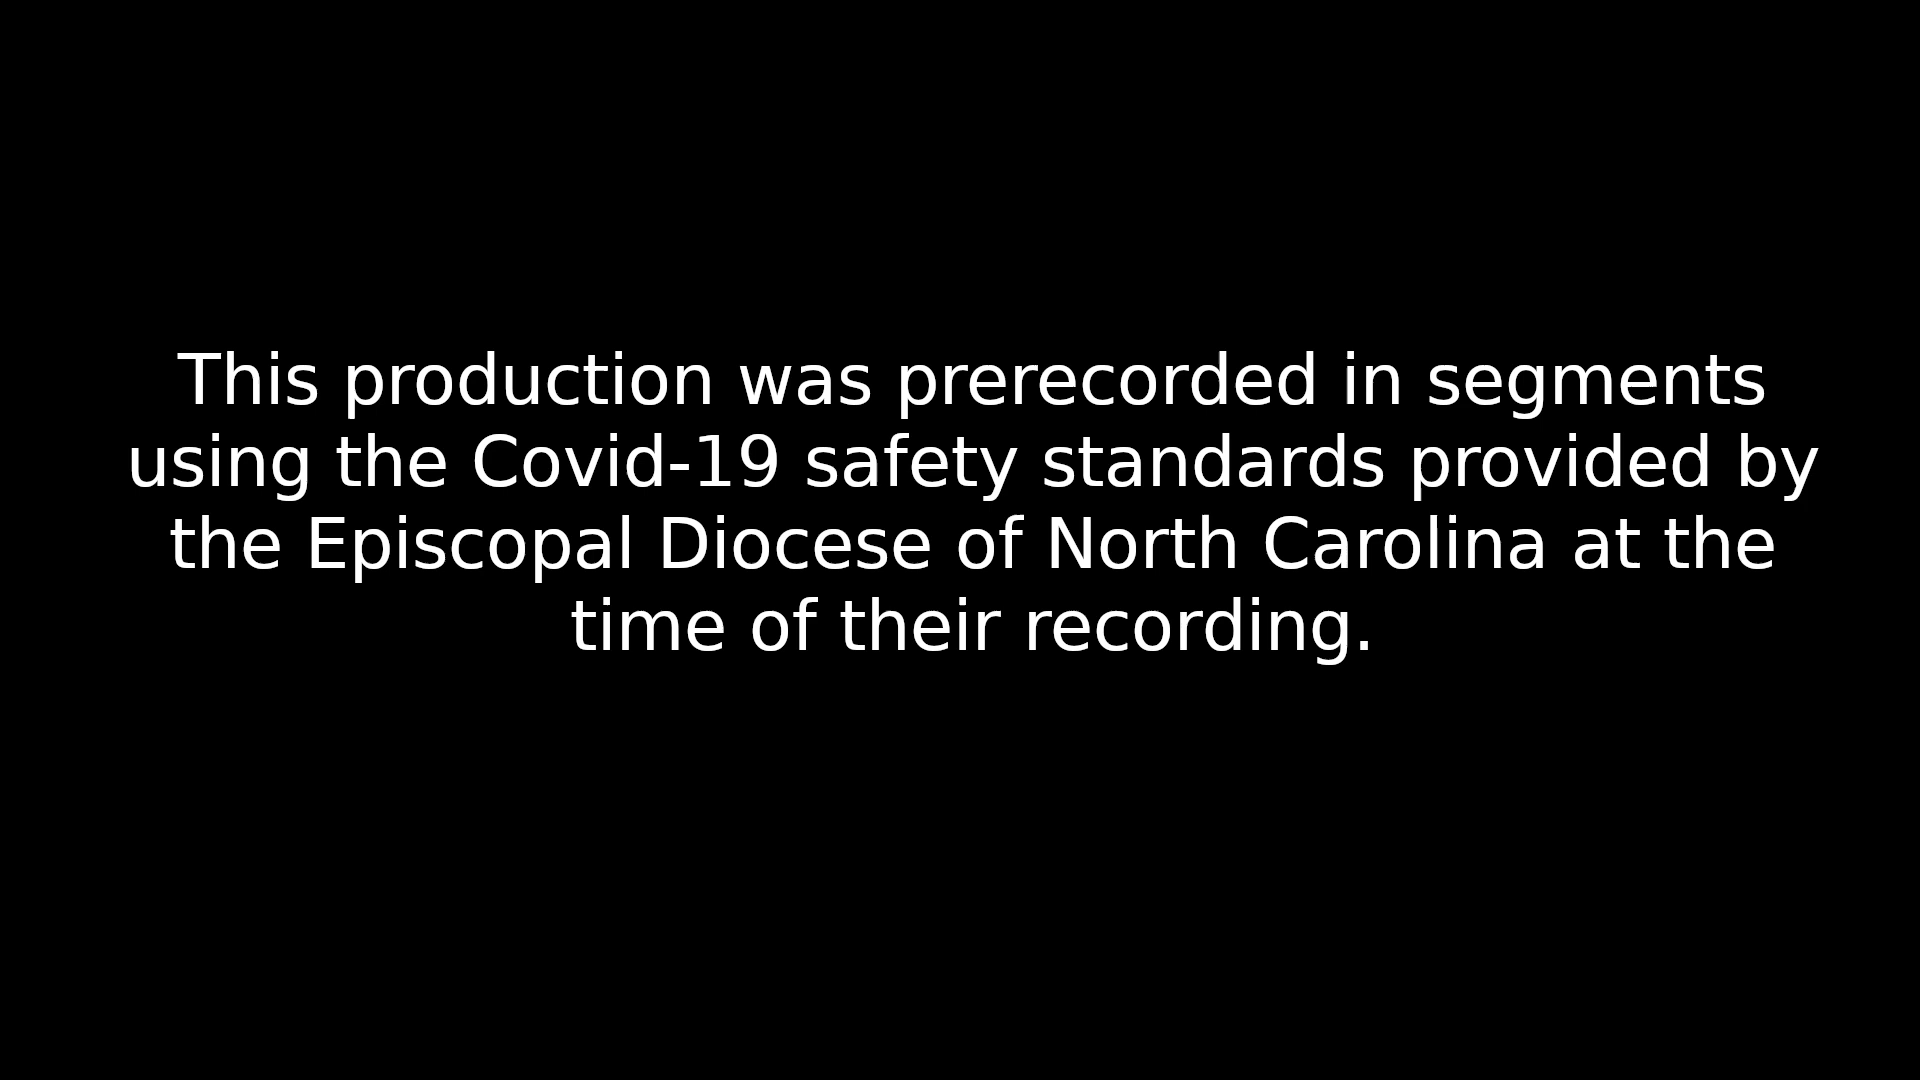 This production was prerecorded in segments
using the Covid-19 safety standards provided by
the Episcopal Diocese of North Carolina at the
time of their recording.